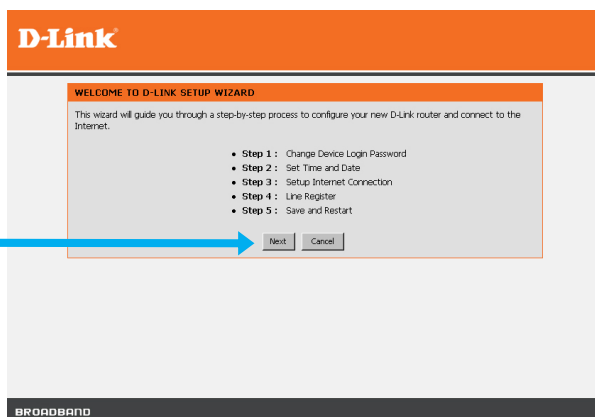 D-Link
WELCOME TO D-LINK SETUP WIZARD
This wizard will guide you through a step-by-step process to configure your new D-Link router and connect to the
Internet.
• Step 1 : Change Device Login Password
• Step 2 : Set Time and Date
• Step 3 : Setup Internet Connection
• Step 4 : Line Register
• Step 5 : Save and Restart
Next Cancel
BROADBAND